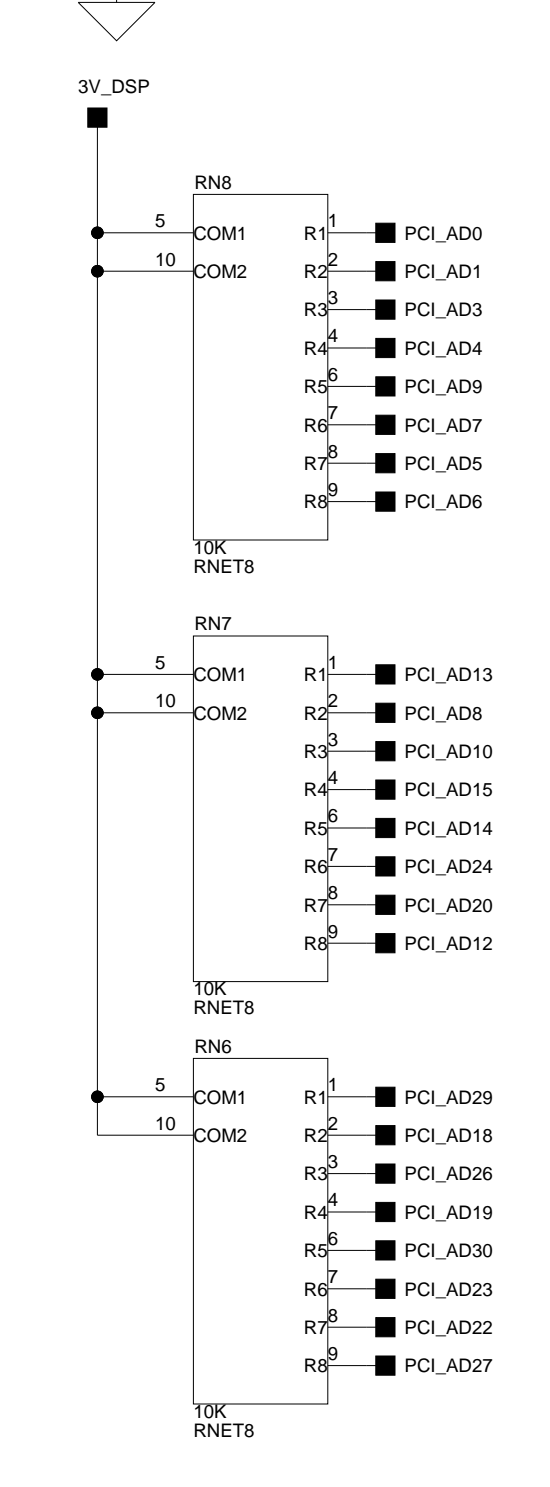 3V_DSP
RN8
5 COM1 R1 1 PCI_AD0
10 COM2 R2 2 PCI_AD1
R3 3 PCI_AD3
R4 4 PCI_AD4
R5 6 PCI_AD9
R6 7 PCI_AD7
R7 8 PCI_AD5
R8 9 PCI_AD6
10K
RNET8
RN7
5 COM1 R1 1 PCI_AD13
10 COM2 R2 2 PCI_AD8
R3 3 PCI_AD10
R4 4 PCI_AD15
R5 6 PCI_AD14
R6 7 PCI_AD24
R7 8 PCI_AD20
R8 9 PCI_AD12
10K
RNET8
RN6
5 COM1 R1 1 PCI_AD29
10 COM2 R2 2 PCI_AD18
R3 3 PCI_AD26
R4 4 PCI_AD19
R5 6 PCI_AD30
R6 7 PCI_AD23
R7 8 PCI_AD22
R8 9 PCI_AD27
10K
RNET8